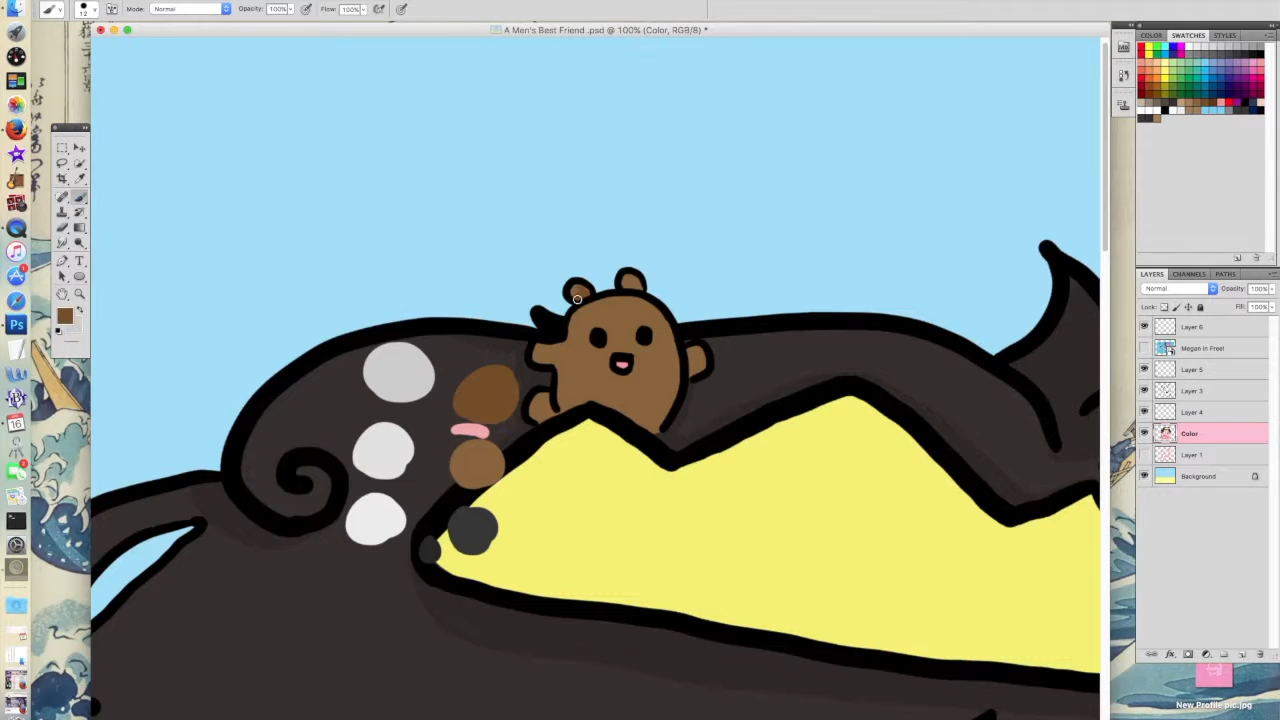 Mode: Normal Opacity: 100% Flow: 100%
12
A Men's Best Friend .psd @ 100% (Color, RGB/8) *
COLOR SWATCHES STYLES
LAYERS CHANNELS PATHS
Normal Opacity: 100%
Lock: Fill: 100%
Layer 6
Megan in Free!
Layer 5
Layer 3
Layer 4
Color
Layer 1
Background
New Profile pic.jpg